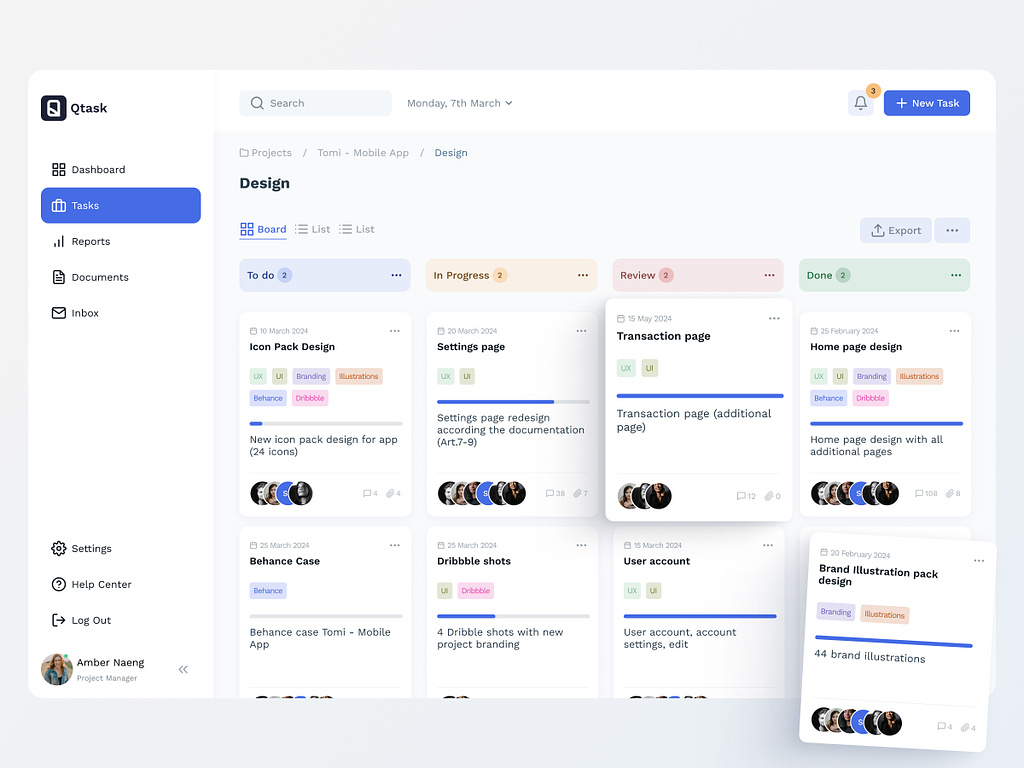 Qtask
Dashboard
Tasks
Reports
Documents
Inbox
Settings
Help Center
Log Out
Amber Naeng
Project Manager
Search
Monday, 7th March
3
New Task
Projects / Tomi - Mobile App / Design
Design
Board
List
List
Export
To do 2
In Progress 2
Review 2
Done 2
10 March 2024
Icon Pack Design
UX UI Branding Illustrations
Behance Dribbble
New icon pack design for app
(24 icons)
S
4 4
20 March 2024
Settings page
UX UI
Settings page redesign
according the documentation
(Art.7-9)
S
38 7
15 May 2024
Transaction page
UX UI
Transaction page (additional
page)
12 0
25 February 2024
Home page design
UX UI Branding Illustrations
Behance Dribbble
Home page design with all
additional pages
S
108 8
25 March 2024
Behance Case
Behance
Behance case Tomi - Mobile
App
25 March 2024
Dribbble shots
UI Dribbble
4 Dribble shots with new
project branding
15 March 2024
User account
UX UI
User account, account
settings, edit
20 February 2024
Brand Illustration pack
design
Branding Illustrations
44 brand illustrations
S
4 4